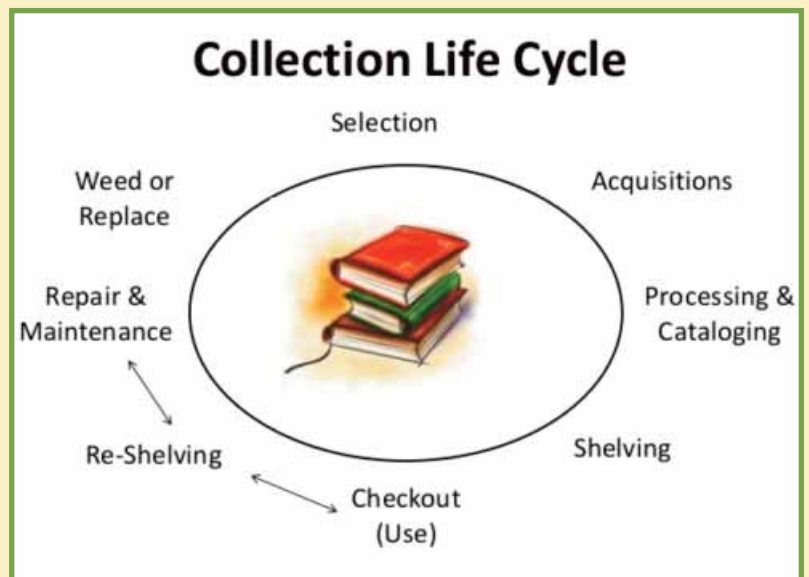 Collection Life Cycle
Selection
Acquisitions
Processing &
Cataloging
Shelving
Checkout
(Use)
Re-Shelving
Repair &
Maintenance
Weed or
Replace